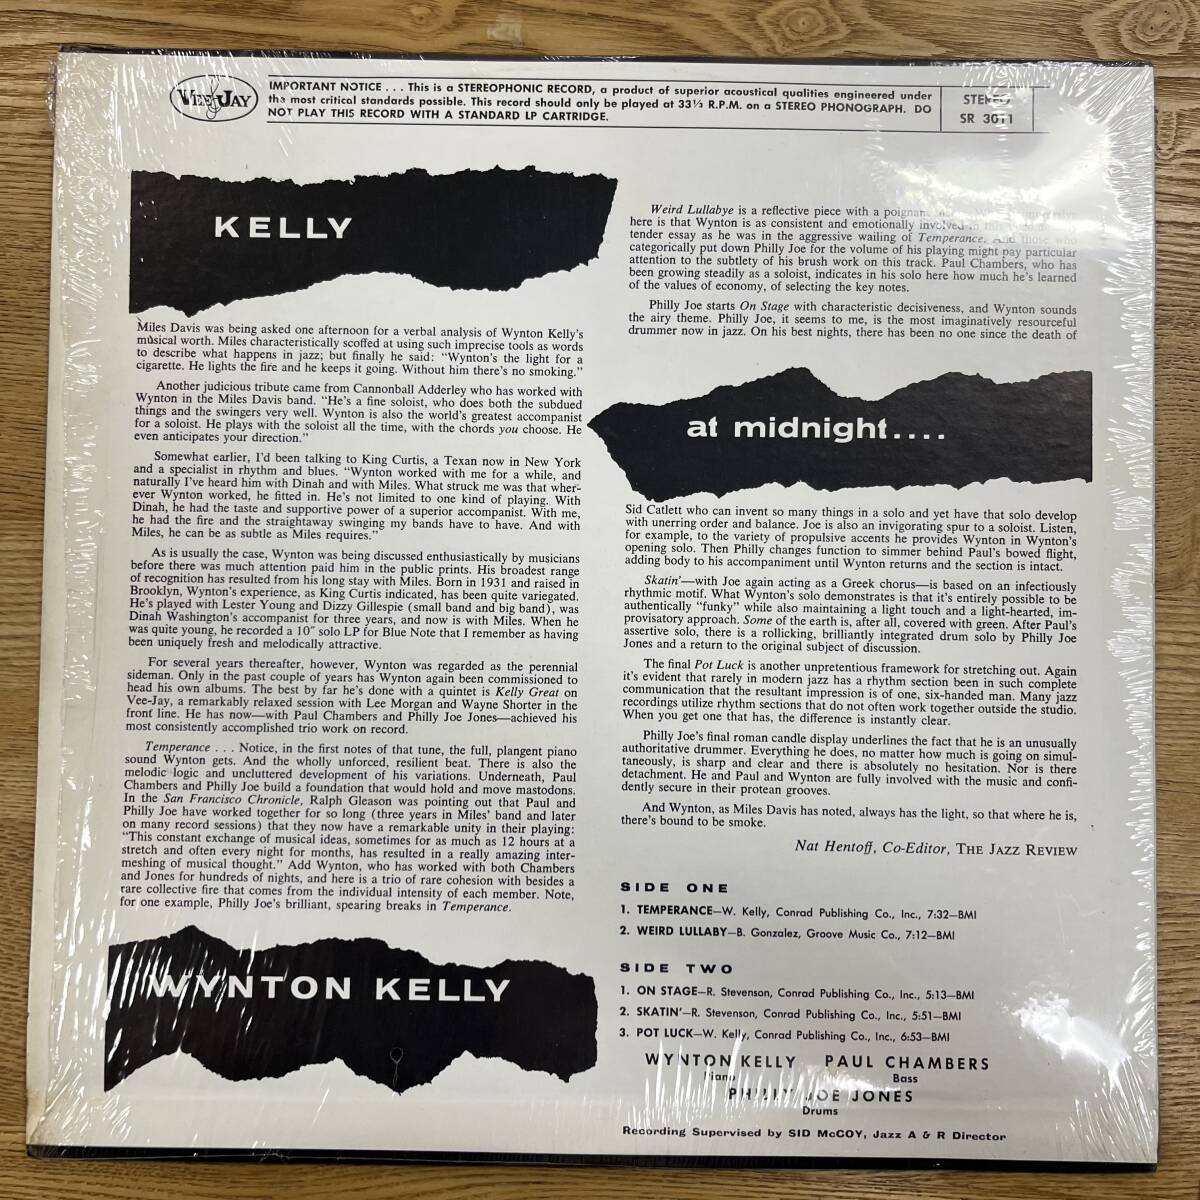 VEE JAY
IMPORTANT NOTICE . . . This is a STEREOPHONIC RECORD, a product of superior acoustical qualities engineered under
the most critical standards possible. This record should only be played at 33⅓ R.P.M. on a STEREO PHONOGRAPH. DO
NOT PLAY THIS RECORD WITH A STANDARD LP CARTRIDGE.
STEREO
SR 3011
KELLY
Miles Davis was being asked one afternoon for a verbal analysis of Wynton Kelly's
musical worth. Miles characteristically scoffed at using such imprecise tools as words
to describe what happens in jazz; but finally he said: "Wynton's the light for a
cigarette. He lights the fire and he keeps it going. Without him there's no smoking."
Another judicious tribute came from Cannonball Adderley who has worked with
Wynton in the Miles Davis band. "He's a fine soloist, who does both the subdued
things and the swingers very well. Wynton is also the world's greatest accompanist
for a soloist. He plays with the soloist all the time, with the chords you choose. He
even anticipates your direction."
Somewhat earlier, I'd been talking to King Curtis, a Texan now in New York
and a specialist in rhythm and blues. "Wynton worked with me for a while, and
naturally I've heard him with Dinah and with Miles. What struck me was that wher-
ever Wynton worked, he fitted in. He's not limited to one kind of playing. With
Dinah, he had the taste and supportive power of a superior accompanist. With me,
he had the fire and the straightaway swinging my bands have to have. And with
Miles, he can be as subtle as Miles requires."
As is usually the case, Wynton was being discussed enthusiastically by musicians
before there was much attention paid him in the public prints. His broadest range
of recognition has resulted from his long stay with Miles. Born in 1931 and raised in
Brooklyn, Wynton's experience, as King Curtis indicated, has been quite variegated.
He's played with Lester Young and Dizzy Gillespie (small band and big band), was
Dinah Washington's accompanist for three years, and now is with Miles. When he
was quite young, he recorded a 10" solo LP for Blue Note that I remember as having
been uniquely fresh and melodically attractive.
For several years thereafter, however, Wynton was regarded as the perennial
sideman. Only in the past couple of years has Wynton again been commissioned to
head his own albums. The best by far he's done with a quintet is Kelly Great on
Vee-Jay, a remarkably relaxed session with Lee Morgan and Wayne Shorter in the
front line. He has now—with Paul Chambers and Philly Joe Jones—achieved his
most consistently accomplished trio work on record.
Temperance . . . Notice, in the first notes of that tune, the full, plangent piano
sound Wynton gets. And the wholly unforced, resilient beat. There is also the
melodic logic and uncluttered development of his variations. Underneath, Paul
Chambers and Philly Joe build a foundation that would hold and move mastodons.
In the San Francisco Chronicle, Ralph Gleason was pointing out that Paul and
Philly Joe have worked together for so long (three years in Miles' band and later
on many record sessions) that they now have a remarkable unity in their playing:
"This constant exchange of musical ideas, sometimes for as much as 12 hours at a
stretch and often every night for months, has resulted in a really amazing inter-
meshing of musical thought." Add Wynton, who has worked with both Chambers
and Jones for hundreds of nights, and here is a trio of rare cohesion with besides a
rare collective fire that comes from the individual intensity of each member. Note,
for one example, Philly Joe's brilliant, spearing breaks in Temperance.
WYNTON KELLY
Weird Lullabye is a reflective piece with a poignant
here is that Wynton is as consistent and emotionally involved in this
tender essay as he was in the aggressive wailing of Temperance. And those who
categorically put down Philly Joe for the volume of his playing might pay particular
attention to the subtlety of his brush work on this track. Paul Chambers, who has
been growing steadily as a soloist, indicates in his solo here how much he's learned
of the values of economy, of selecting the key notes.
Philly Joe starts On Stage with characteristic decisiveness, and Wynton sounds
the airy theme. Philly Joe, it seems to me, is the most imaginatively resourceful
drummer now in jazz. On his best nights, there has been no one since the death of
at midnight....
Sid Catlett who can invent so many things in a solo and yet have that solo develop
with unerring order and balance. Joe is also an invigorating spur to a soloist. Listen,
for example, to the variety of propulsive accents he provides Wynton in Wynton's
opening solo. Then Philly changes function to simmer behind Paul's bowed flight,
adding body to his accompaniment until Wynton returns and the section is intact.
Skatin'—with Joe again acting as a Greek chorus—is based on an infectiously
rhythmic motif. What Wynton's solo demonstrates is that it's entirely possible to be
authentically "funky" while also maintaining a light touch and a light-hearted, im-
provisatory approach. Some of the earth is, after all, covered with green. After Paul's
assertive solo, there is a rollicking, brilliantly integrated drum solo by Philly Joe
Jones and a return to the original subject of discussion.
The final Pot Luck is another unpretentious framework for stretching out. Again
it's evident that rarely in modern jazz has a rhythm section been in such complete
communication that the resultant impression is of one, six-handed man. Many jazz
recordings utilize rhythm sections that do not often work together outside the studio.
When you get one that has, the difference is instantly clear.
Philly Joe's final roman candle display underlines the fact that he is an unusually
authoritative drummer. Everything he does, no matter how much is going on simul-
taneously, is sharp and clear and there is absolutely no hesitation. Nor is there
detachment. He and Paul and Wynton are fully involved with the music and confi-
dently secure in their protean grooves.
And Wynton, as Miles Davis has noted, always has the light, so that where he is,
there's bound to be smoke.
Nat Hentoff, Co-Editor, THE JAZZ REVIEW
SIDE ONE
1. TEMPERANCE—W. Kelly, Conrad Publishing Co., Inc., 7:32—BMI
2. WEIRD LULLABY—B. Gonzalez, Groove Music Co., 7:12—BMI
SIDE TWO
1. ON STAGE—R. Stevenson, Conrad Publishing Co., Inc., 5:13—BMI
2. SKATIN'—R. Stevenson, Conrad Publishing Co., Inc., 5:51—BMI
3. POT LUCK—W. Kelly, Conrad Publishing Co., Inc., 6:53—BMI
WYNTON KELLY PAUL CHAMBERS
Piano Bass
PHILLY JOE JONES
Drums
Recording Supervised by SID McCOY, Jazz A & R Director